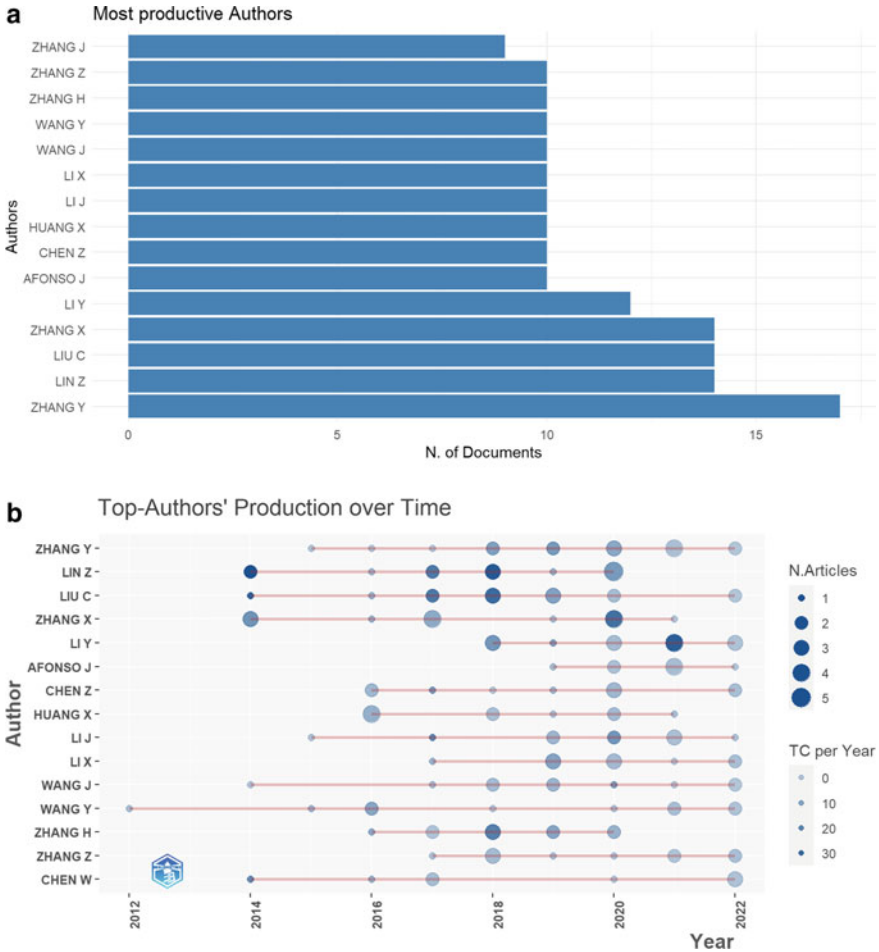 a
Most productive Authors
ZHANG J
ZHANG Z
ZHANG H
WANG Y
WANG J
LI X
LI J
HUANG X
CHEN Z
AFONSO J
LI Y
ZHANG X
LIU C
LIN Z
ZHANG Y
Authors
0 5 10 15
N. of Documents
b
Top-Authors' Production over Time
ZHANG Y
LIN Z
LIU C
ZHANG X
LI Y
AFONSO J
CHEN Z
HUANG X
LI J
LI X
WANG J
WANG Y
ZHANG H
ZHANG Z
CHEN W
Author
2012 2014 2016 2018 2020 2022
Year
N.Articles
1
2
3
4
5
TC per Year
0
10
20
30